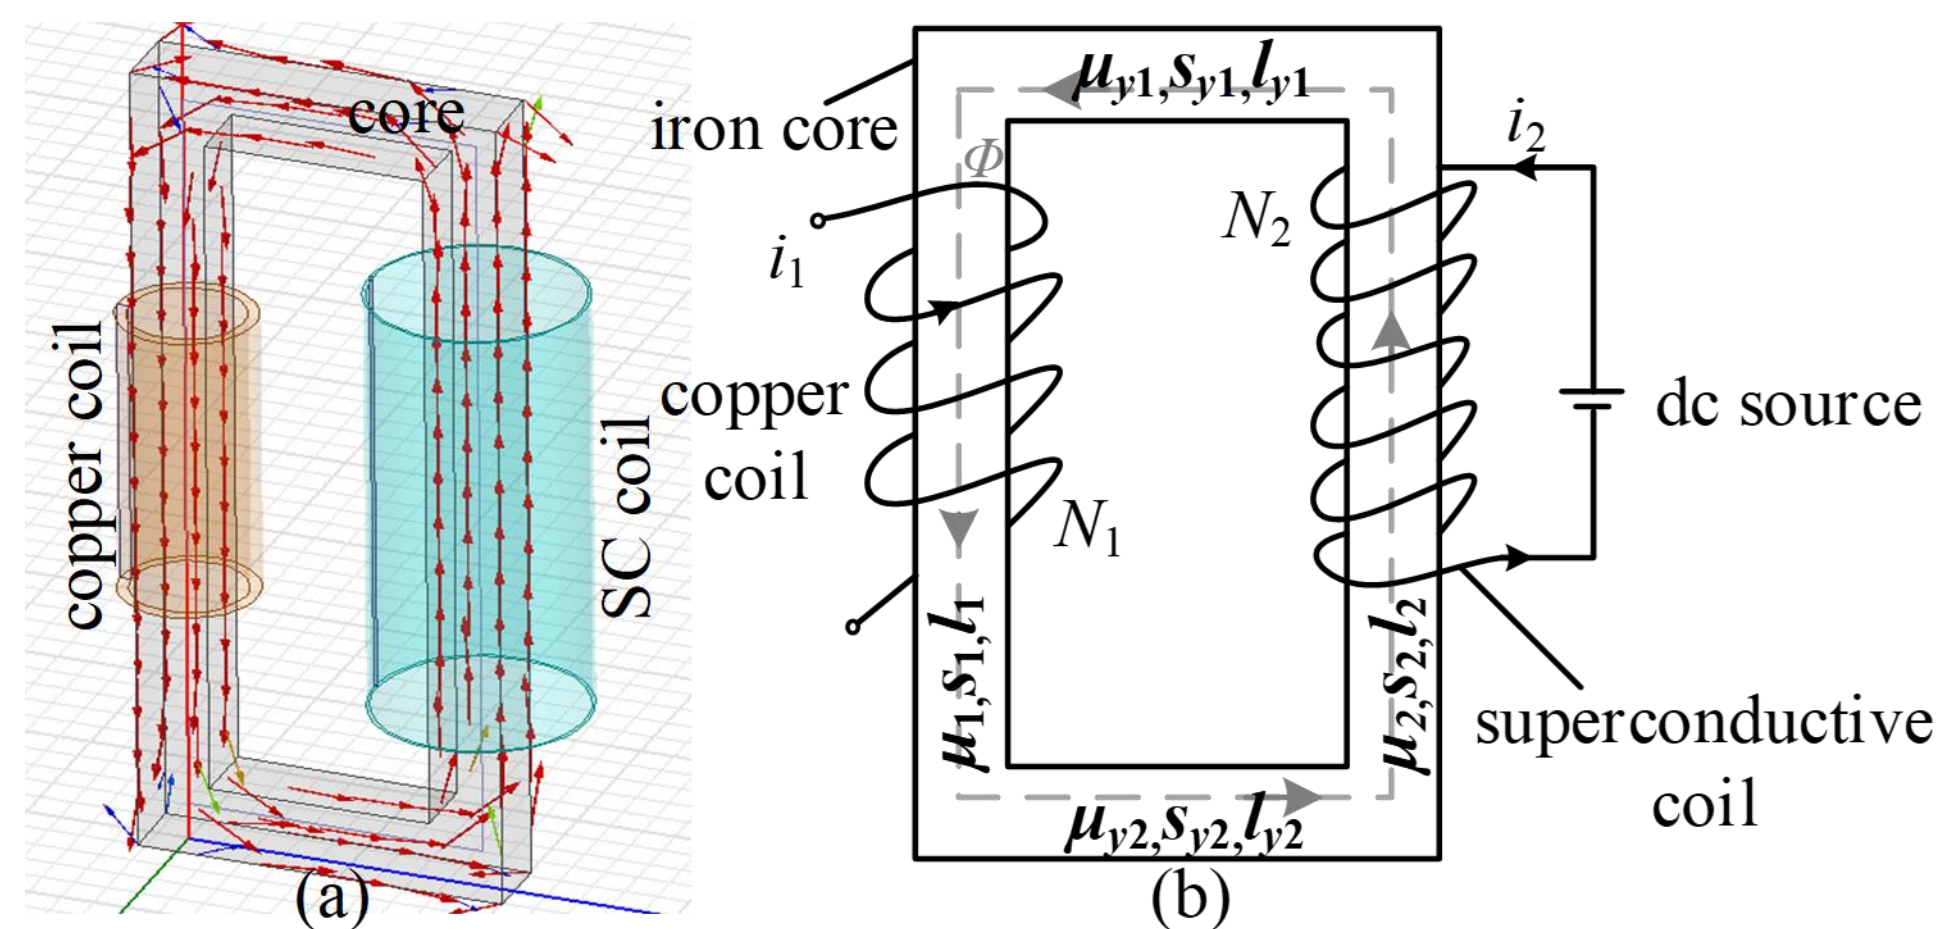 core
copper coil
SC coil
(a)
μy1,sy1,ly1
iron core
Φ
i1
i2
N2
copper
coil
N1
dc source
μ1,s1,l1
μ2,s2,l2
superconductive
coil
μy2,sy2,ly2
(b)